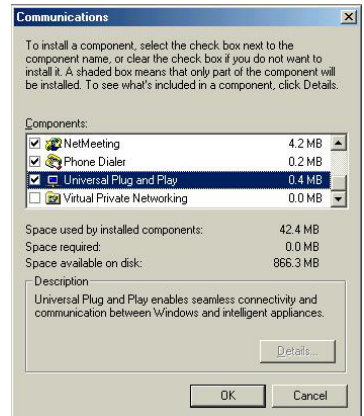 Communications
To install a component, select the check box next to the
component name, or clear the check box if you do not want to
install it. A shaded box means that only part of the component will
be installed. To see what's included in a component, click Details.
Components:
NetMeeting 4.2 MB
Phone Dialer 0.2 MB
Universal Plug and Play 0.4 MB
Virtual Private Networking 0.0 MB
Space used by installed components: 42.4 MB
Space required: 0.0 MB
Space available on disk: 866.3 MB
Description
Universal Plug and Play enables seamless connectivity and
communication between Windows and intelligent appliances.
Details...
OK Cancel